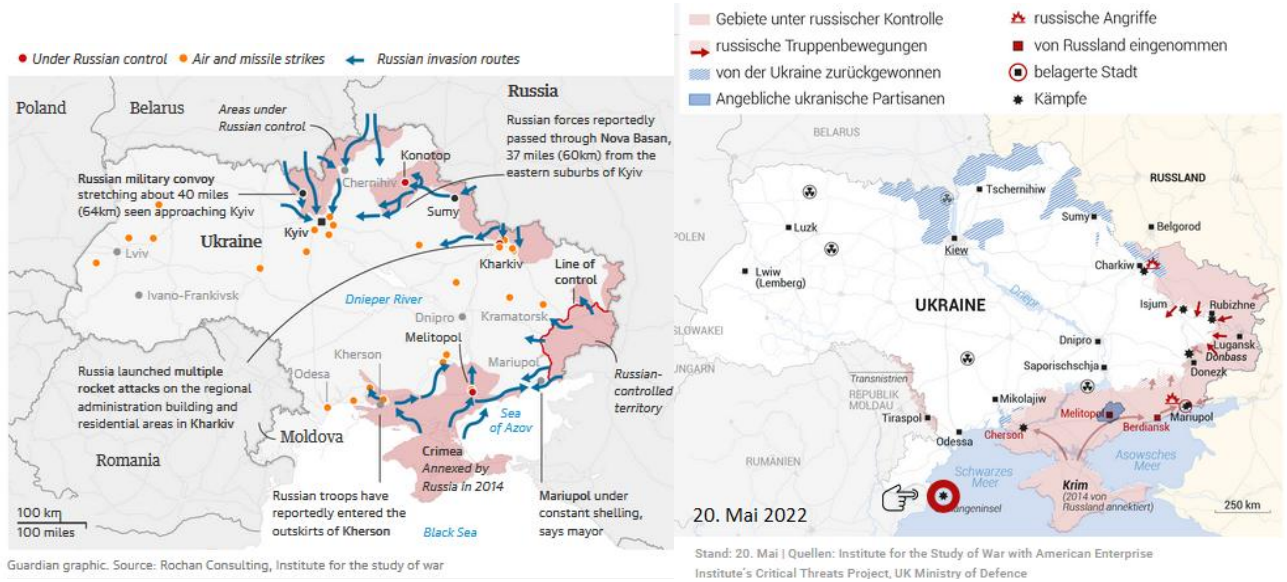 Under Russian control
Air and missile strikes
Russian invasion routes
Poland
Belarus
Areas under
Russian control
Russia
Russian forces reportedly
passed through Nova Basan,
37 miles (60km) from the
eastern suburbs of Kyiv
Konotop
Chernihiv
Russian military convoy
stretching about 40 miles
(64km) seen approaching Kyiv
Sumy
Kyiv
Ukraine
Lviv
Kharkiv
Line of
control
Ivano-Frankivsk
Dnieper River
Kramatorsk
Dnipro
Melitopol
Kherson
Mariupol
Russia launched multiple
rocket attacks on the regional
administration building and
residential areas in Kharkiv
Odesa
Russian-
controlled
territory
Sea
of Azov
Moldova
Romania
Crimea
Annexed by
Russia in 2014
Russian troops have
reportedly entered the
outskirts of Kherson
Mariupol under
constant shelling,
says mayor
Black Sea
100 km
100 miles
Guardian graphic. Source: Rochan Consulting, Institute for the study of war
Gebiete unter russischer Kontrolle
russische Angriffe
russische Truppenbewegungen
von Russland eingenommen
von der Ukraine zurückgewonnen
belagerte Stadt
Angebliche ukranische Partisanen
Kämpfe
BELARUS
RUSSLAND
Tschernihiw
Sumy
Belgorod
POLEN
Luzk
Kiew
Charkiw
Lwiw
(Lemberg)
Isjum
Rubizhne
UKRAINE
Dnipr
SLOWAKEI
Dnipro
Lugansk
Donbass
UNGARN
Saporischschja
Donezk
Transnistrien
REPUBLIK
MOLDAU
Mikolajiw
Melitopol
Mariupol
Tiraspol
Berdiansk
Cherson
Odessa
Asowsches
Meer
RUMÄNIEN
Schwarzes
Meer
Krim
(2014 von
Russland annektiert)
angeninsel
20. Mai 2022
250 km
Stand: 20. Mai | Quellen: Institute for the Study of War with American Enterprise
Institute's Critical Threats Project, UK Ministry of Defence